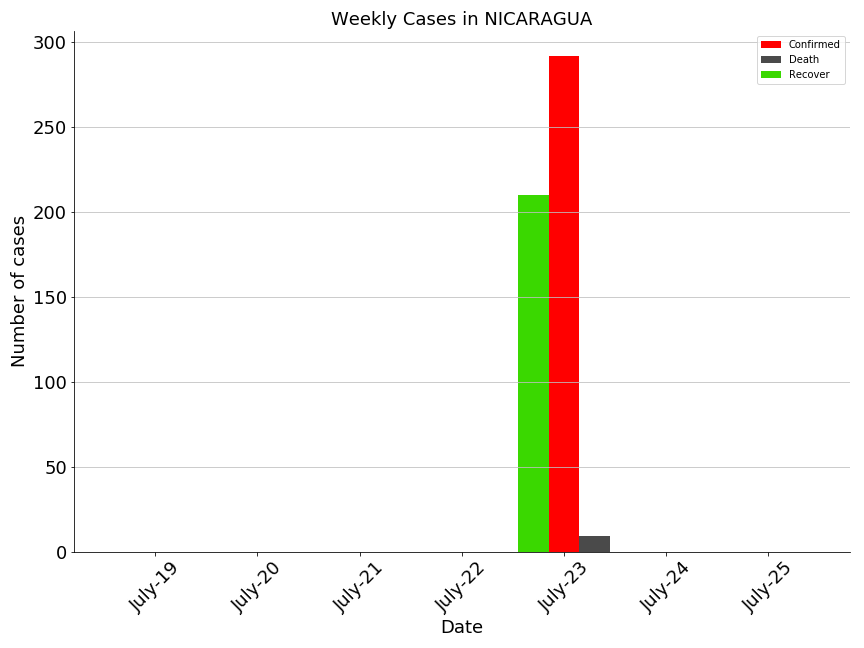 Weekly Cases in NICARAGUA
Confirmed
Death
Recover
Number of cases
300
250
200
150
100
50
0
July-19
July-20
July-21
July-22
July-23
July-24
July-25
Date